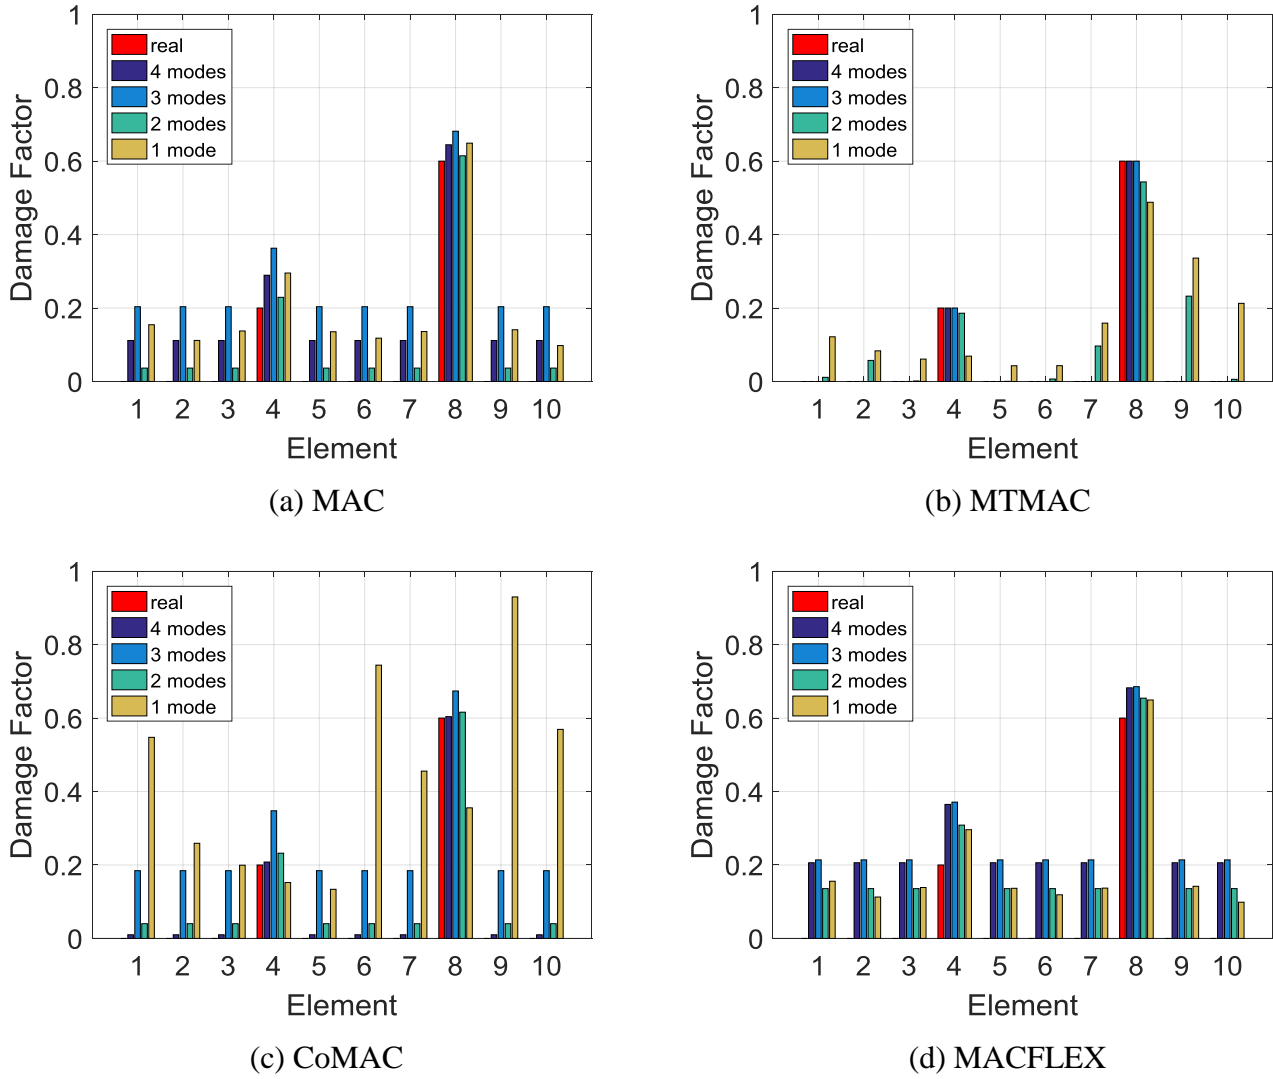 1
0.8
0.6
0.4
0.2
0
Damage Factor
real
4 modes
3 modes
2 modes
1 mode
1 2 3 4 5 6 7 8 9 10
Element
(a) MAC
1
0.8
0.6
0.4
0.2
0
Damage Factor
real
4 modes
3 modes
2 modes
1 mode
1 2 3 4 5 6 7 8 9 10
Element
(b) MTMAC
1
0.8
0.6
0.4
0.2
0
Damage Factor
real
4 modes
3 modes
2 modes
1 mode
1 2 3 4 5 6 7 8 9 10
Element
(c) CoMAC
1
0.8
0.6
0.4
0.2
0
Damage Factor
real
4 modes
3 modes
2 modes
1 mode
1 2 3 4 5 6 7 8 9 10
Element
(d) MACFLEX